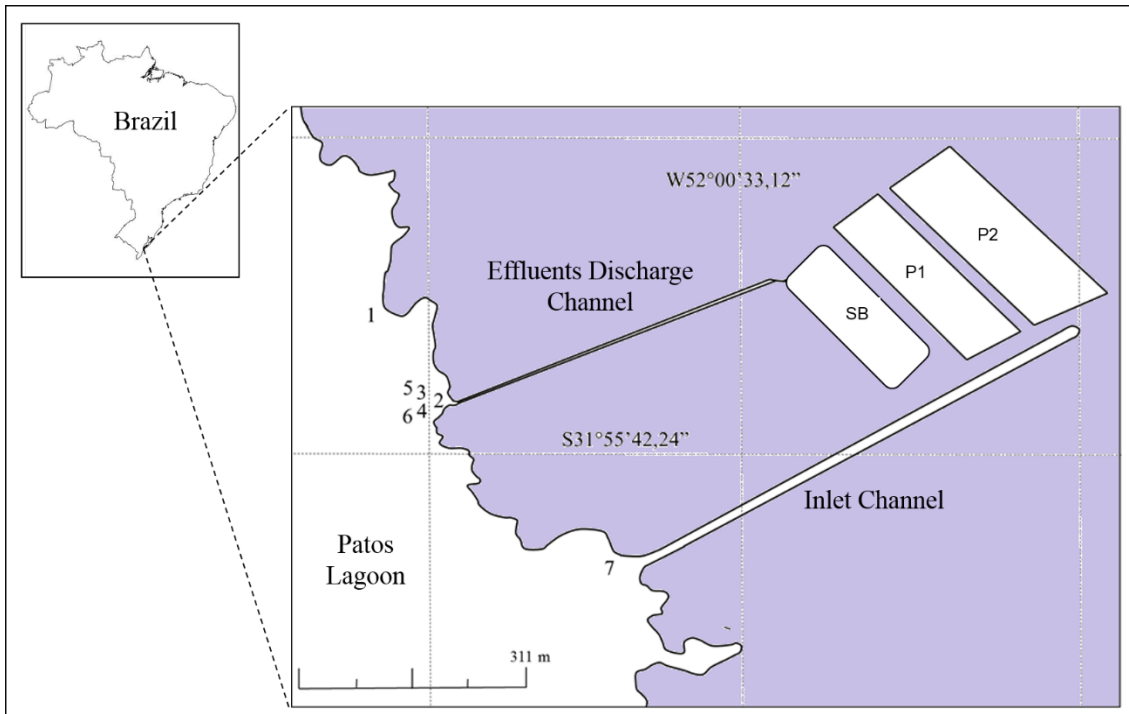 Brazil
W52°00'33,12"
P2
P1
Effluents Discharge
Channel
SB
1
5 3
2
6 4
S31°55'42,24"
Inlet Channel
Patos
Lagoon
7
311 m